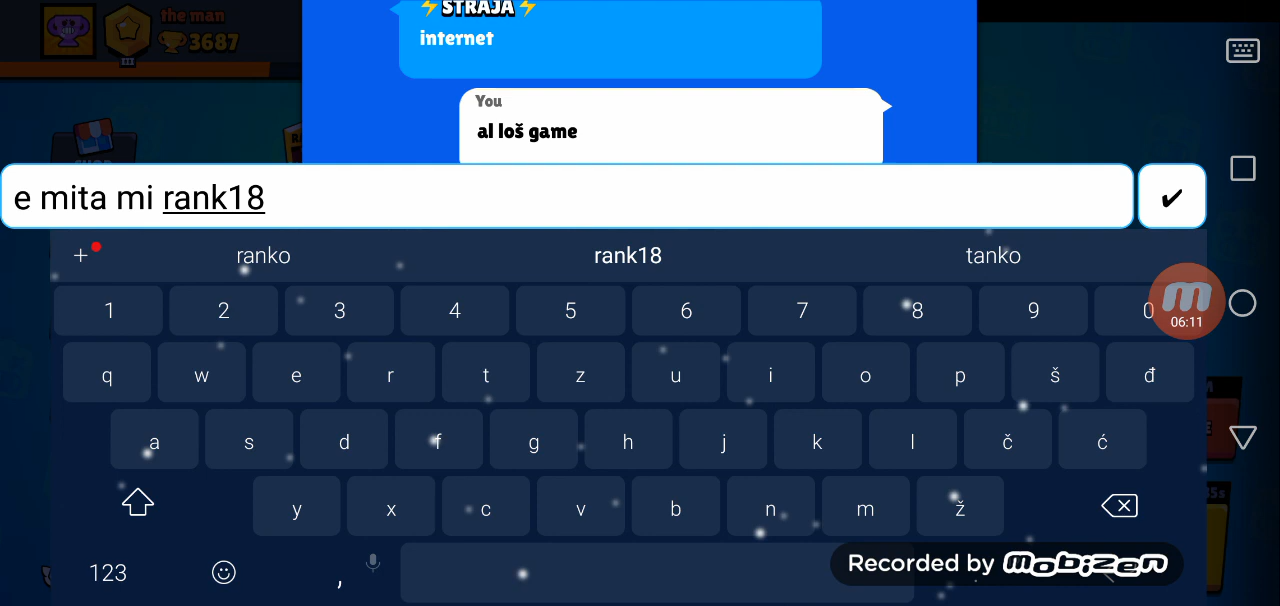 the man
3687
⚡STRAJA⚡
internet
You
al loš game
e mita mi rank18 ✔
+ ranko rank18 tanko
1 2 3 4 5 6 7 8 9 0
06:11
q w e r t z u i o p š đ
a s d f g h j k l č ć
y x c v b n m ž
123 ,
Recorded by mobizen